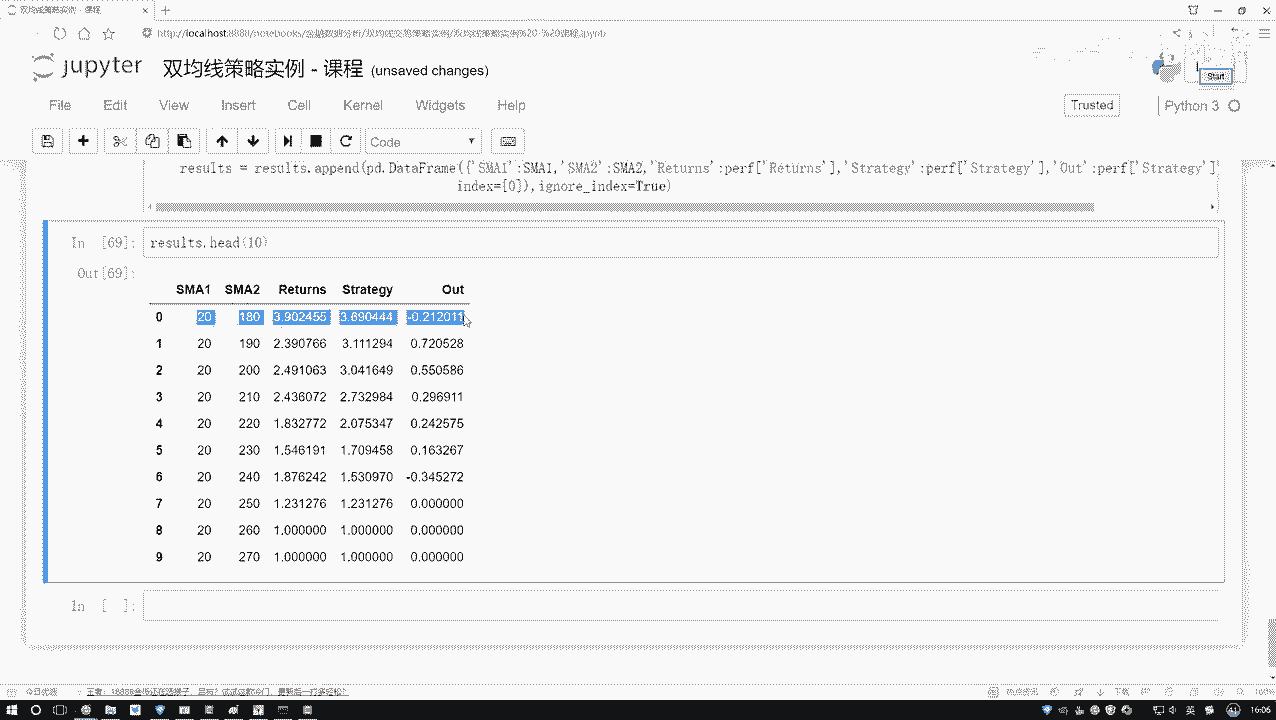 双均线策略实例 - 课程
jupyter 双均线策略实例 - 课程 (unsaved changes)
Start
File Edit View Insert Cell Kernel Widgets Help
Trusted Python 3
Code
results = results.append(pd.DataFrame({'SMA1':SMA1,'SMA2':SMA2,'Returns':perf['Returns'],'Strategy':perf['Strategy'],'Out':perf['Strategy']
index=[0]),ignore_index=True)
In [69]: results.head(10)
Out[69]:
SMA1 SMA2 Returns Strategy Out
0 20 180 3.902455 3.690444 -0.212011
1 20 190 2.390766 3.111294 0.720528
2 20 200 2.491063 3.041649 0.550586
3 20 210 2.436072 2.732984 0.296911
4 20 220 1.832772 2.075347 0.242575
5 20 230 1.546191 1.709458 0.163267
6 20 240 1.876242 1.530970 -0.345272
7 20 250 1.231276 1.231276 0.000000
8 20 260 1.000000 1.000000 0.000000
9 20 270 1.000000 1.000000 0.000000
In [ ]:
今日优选
100%
英
16:06